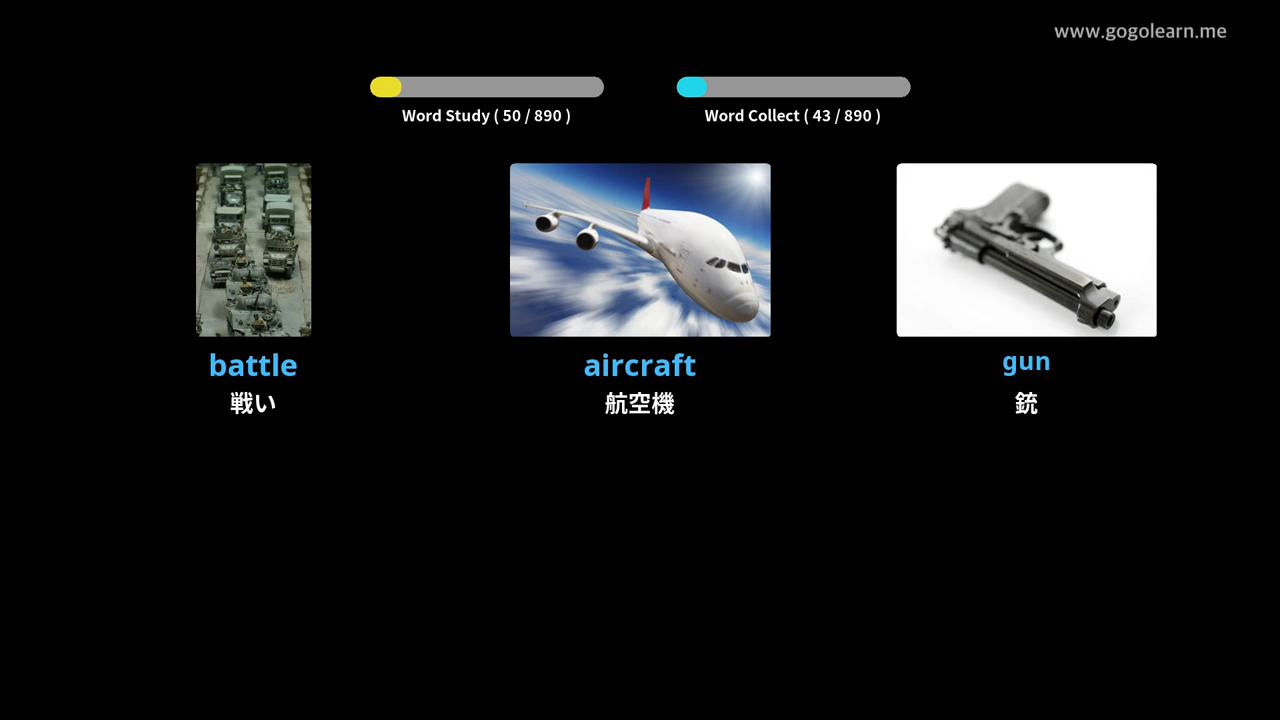 www.gogolearn.me
Word Study ( 50 / 890 )
Word Collect ( 43 / 890 )
battle
戦い
aircraft
航空機
gun
銃